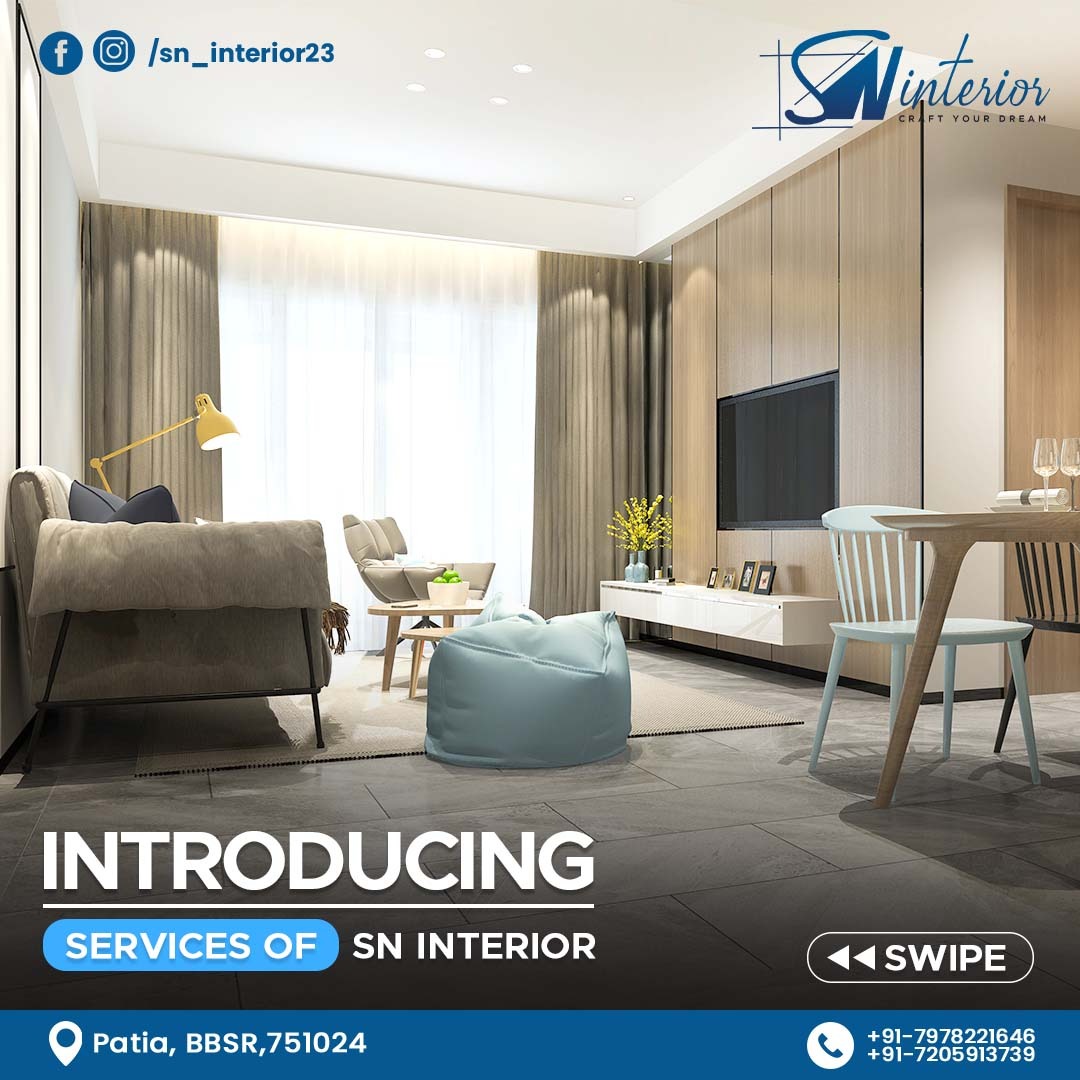 /sn_interior23
SN interior
CRAFT YOUR DREAM
INTRODUCING
SERVICES OF SN INTERIOR
SWIPE
Patia, BBSR,751024
+91-7978221646
+91-7205913739